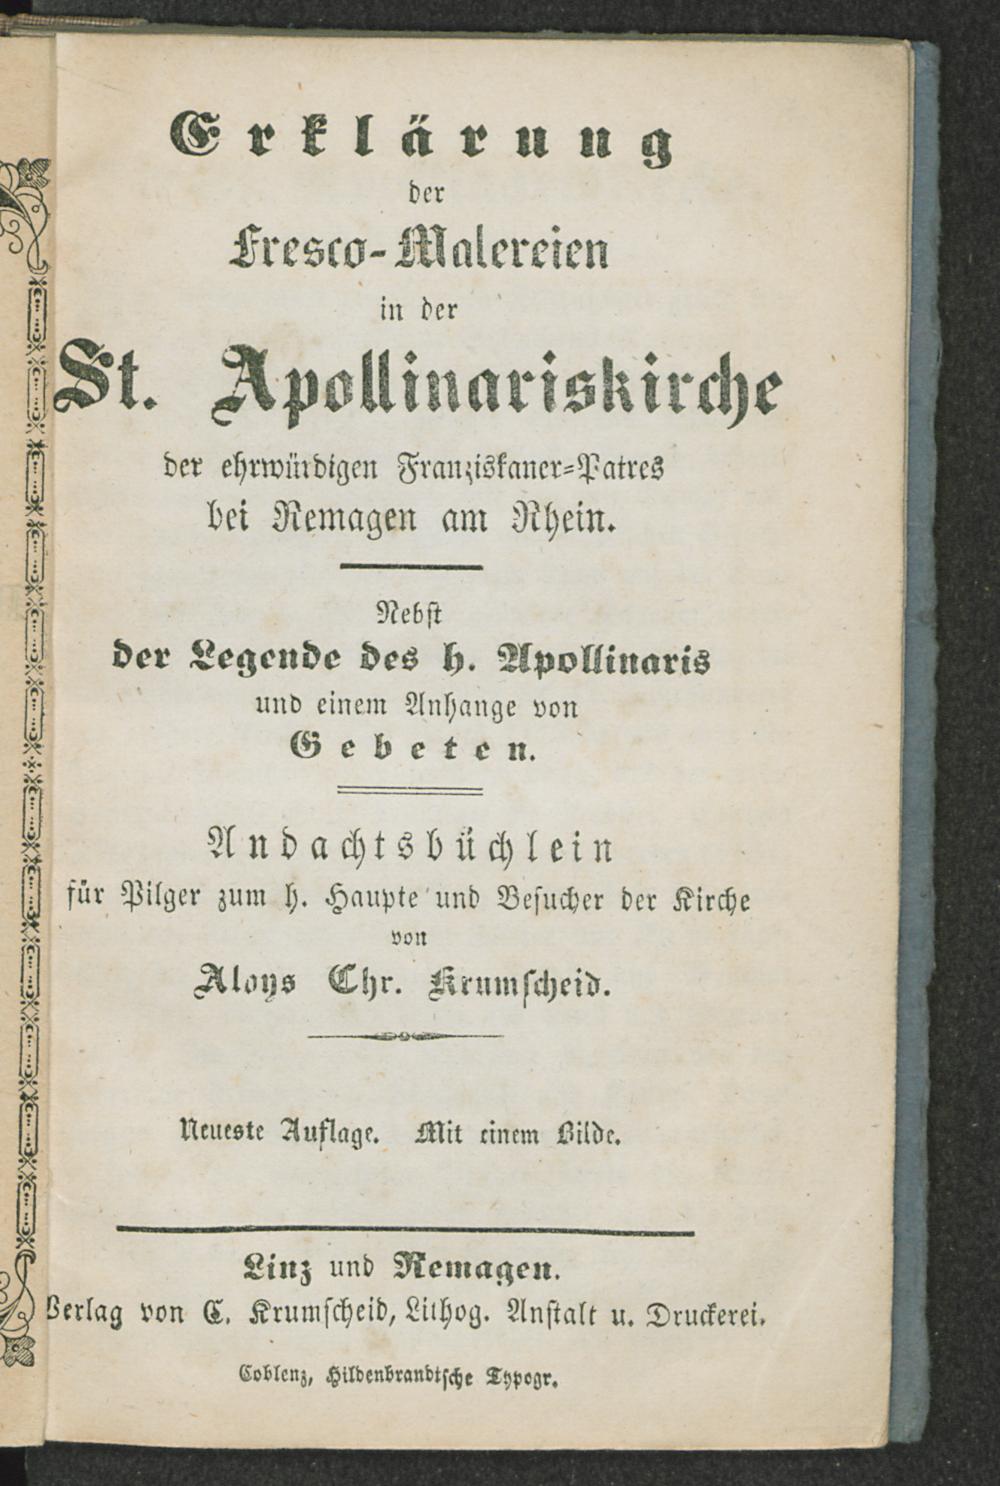 Erklärung
der
Fresco-Malereien
in der
St. Apollinariskirche
der ehrwürdigen Franziskaner-Patres
bei Remagen am Rhein.
Nebst
der Legende des h. Apollinaris
und einem Anhange von
Gebeten.
Andachtsbüchlein
für Pilger zum h. Haupte und Besucher der Kirche
von
Aloys Chr. Krumscheid.
Neueste Auflage. Mit einem Bilde.
Linz und Remagen.
Verlag von C. Krumscheid, Lithog. Anstalt u. Druckerei.
Coblenz, Hildenbrandtsche Typogr.